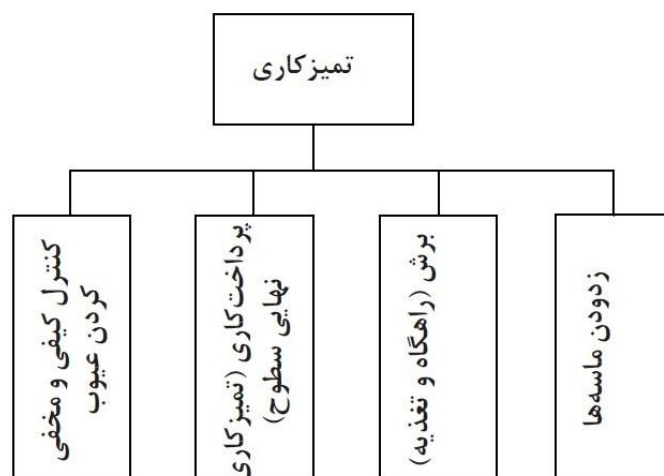 تمیزکاری
زدودن ماسه‌ها
برش (راهگاه و تغذیه)
پرداخت‌کاری (تمیزکاری
نهایی سطوح)
کنترل کیفی و مخفی
کردن عیوب